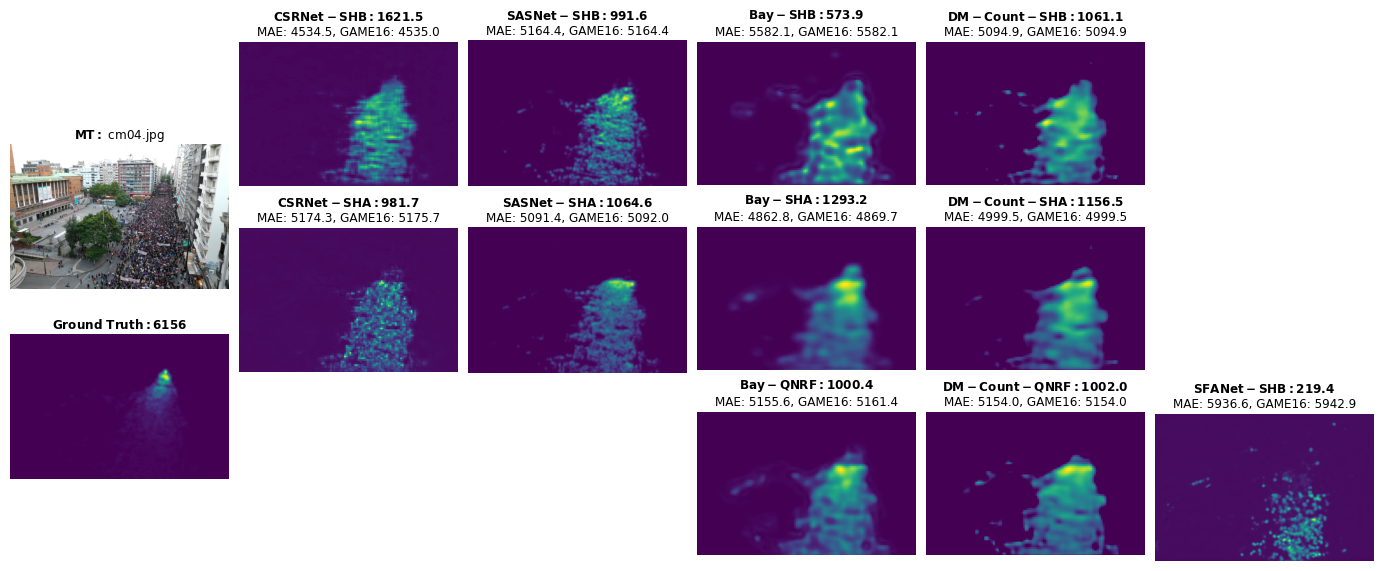 CSRNet − SHB : 1621.5
MAE: 4534.5, GAME16: 4535.0
SASNet − SHB : 991.6
MAE: 5164.4, GAME16: 5164.4
Bay − SHB : 573.9
MAE: 5582.1, GAME16: 5582.1
DM − Count − SHB : 1061.1
MAE: 5094.9, GAME16: 5094.9
MT : cm04.jpg
CSRNet − SHA : 981.7
MAE: 5174.3, GAME16: 5175.7
SASNet − SHA : 1064.6
MAE: 5091.4, GAME16: 5092.0
Bay − SHA : 1293.2
MAE: 4862.8, GAME16: 4869.7
DM − Count − SHA : 1156.5
MAE: 4999.5, GAME16: 4999.5
Ground Truth : 6156
Bay − QNRF : 1000.4
MAE: 5155.6, GAME16: 5161.4
DM − Count − QNRF : 1002.0
MAE: 5154.0, GAME16: 5154.0
SFANet − SHB : 219.4
MAE: 5936.6, GAME16: 5942.9